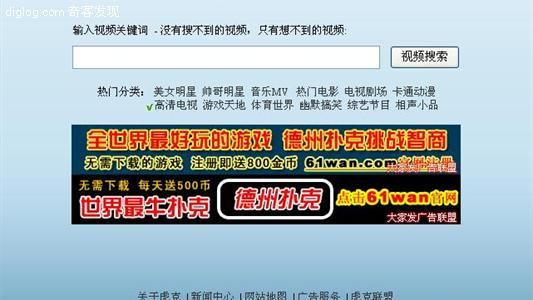 diglog.com 奇客发现
输入视频关键词 - 没有搜不到的视频，只有想不到的视频:
视频搜索
热门分类： 美女明星 帅哥明星 音乐MV 热门电影 电视剧场 卡通动漫
高清电视 游戏天地 体育世界 幽默搞笑 综艺节目 相声小品
全世界最好玩的游戏 德州扑克挑战智商
无需下载的游戏 注册即送800金币 61wan.com官网注册
大家发广告联盟
无需下载 每天送500币
世界最牛扑克
德州扑克
点击61wan官网
大家发广告联盟
关于虎克 | 新闻中心 | 网站地图 | 广告服务 | 虎克联盟